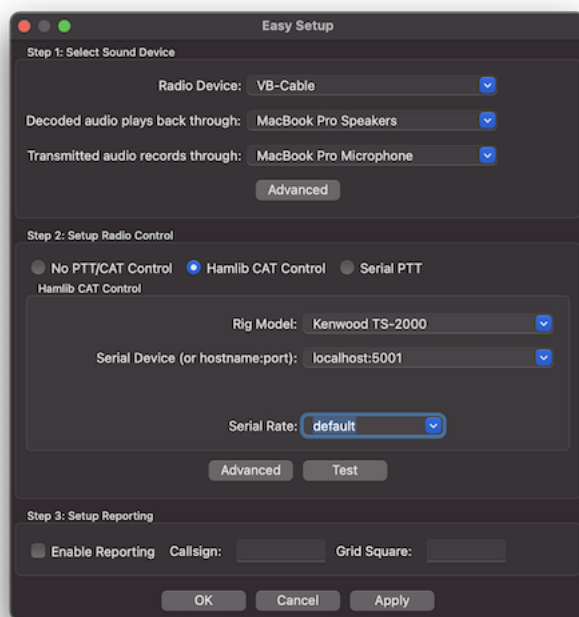 Easy Setup
Step 1: Select Sound Device
Radio Device: VB-Cable
Decoded audio plays back through: MacBook Pro Speakers
Transmitted audio records through: MacBook Pro Microphone
Advanced
Step 2: Setup Radio Control
No PTT/CAT Control Hamlib CAT Control Serial PTT
Hamlib CAT Control
Rig Model: Kenwood TS-2000
Serial Device (or hostname:port): localhost:5001
Serial Rate: default
Advanced Test
Step 3: Setup Reporting
Enable Reporting Callsign: Grid Square:
OK Cancel Apply